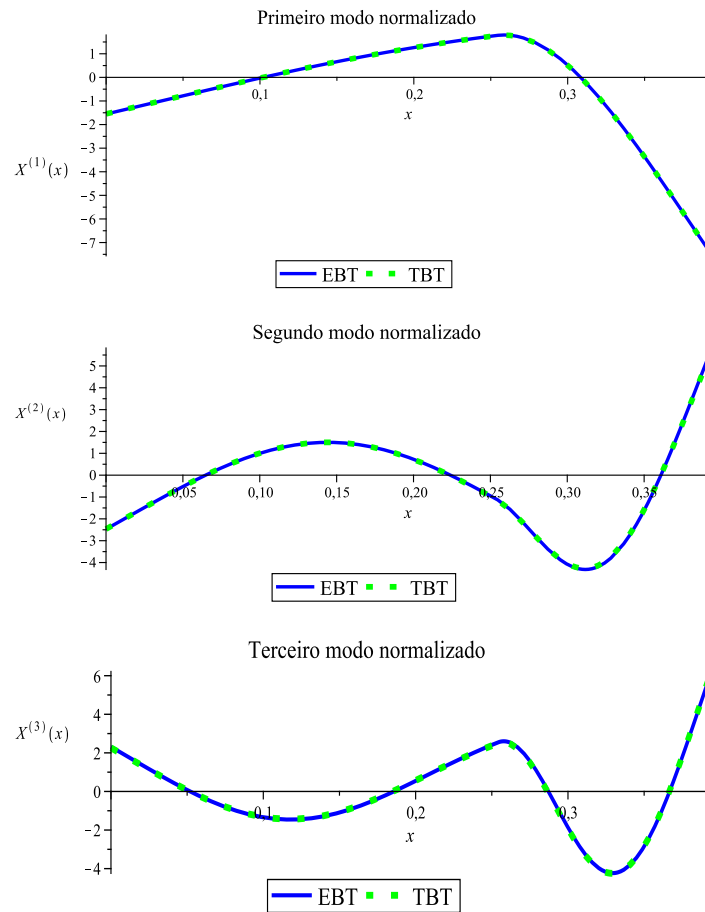 Primeiro modo normalizado
1
0
−1
−2
−3
−4
−5
−6
−7
0,1 0,2 0,3
x
X⁽¹⁾(x)
EBT TBT
Segundo modo normalizado
5
4
3
2
1
0
−1
−2
−3
−4
0,05 0,10 0,15 0,20 0,25 0,30 0,35
x
X⁽²⁾(x)
EBT TBT
Terceiro modo normalizado
6
4
2
0
−2
−4
0,1 0,2 0,3
x
X⁽³⁾(x)
EBT TBT